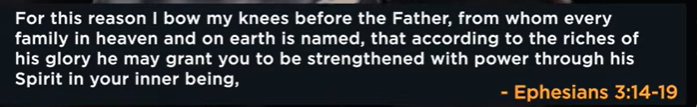 For this reason I bow my knees before the Father, from whom every
family in heaven and on earth is named, that according to the riches of
his glory he may grant you to be strengthened with power through his
Spirit in your inner being,
- Ephesians 3:14-19